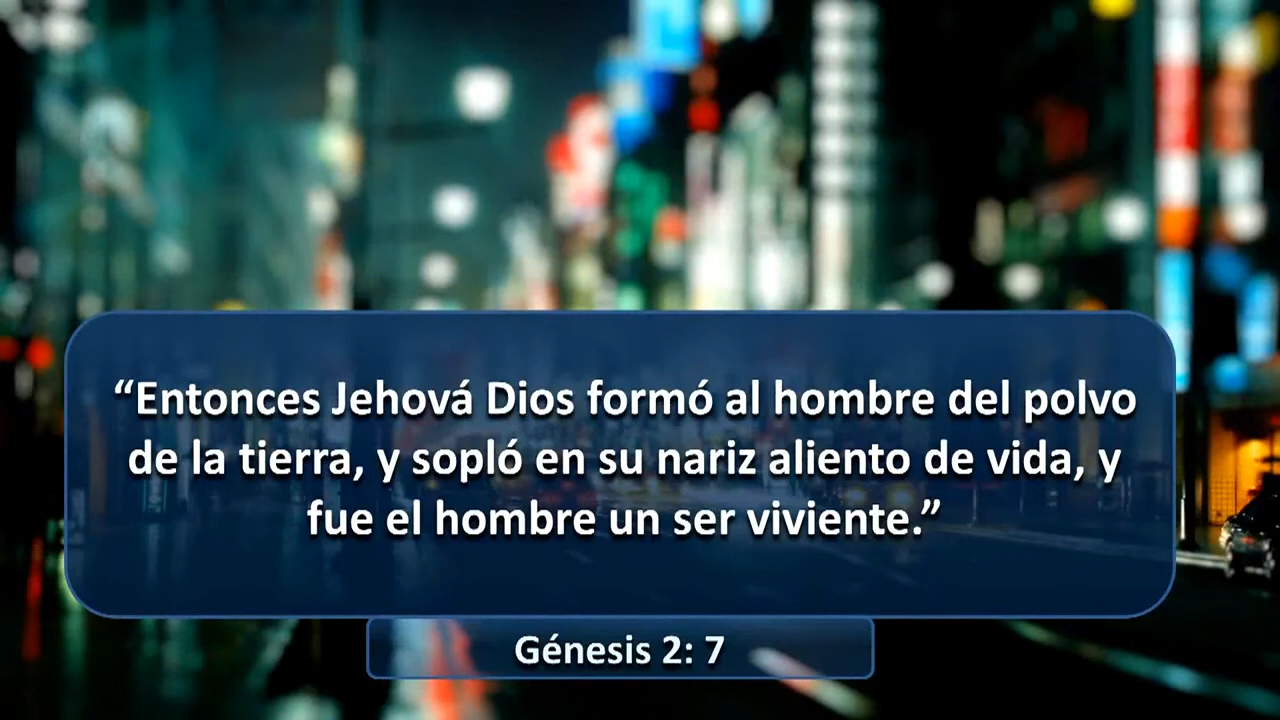 “Entonces Jehová Dios formó al hombre del polvo
de la tierra, y sopló en su nariz aliento de vida, y
fue el hombre un ser viviente.”
Génesis 2: 7